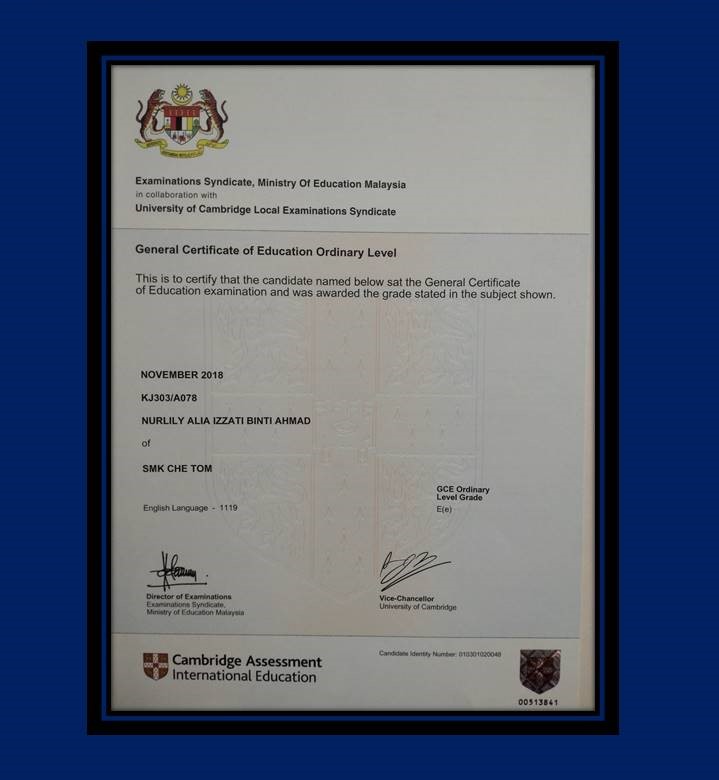 Examinations Syndicate, Ministry Of Education Malaysia
in collaboration with
University of Cambridge Local Examinations Syndicate
General Certificate of Education Ordinary Level
This is to certify that the candidate named below sat the General Certificate
of Education examination and was awarded the grade stated in the subject shown.
NOVEMBER 2018
KJ303/A078
NURLILY ALIA IZZATI BINTI AHMAD
of
SMK CHE TOM
GCE Ordinary
Level Grade
English Language - 1119
E(e)
Director of Examinations
Examinations Syndicate,
Ministry of Education Malaysia
Vice-Chancellor
University of Cambridge
Cambridge Assessment
International Education
Candidate Identity Number: 010301020048
00513841